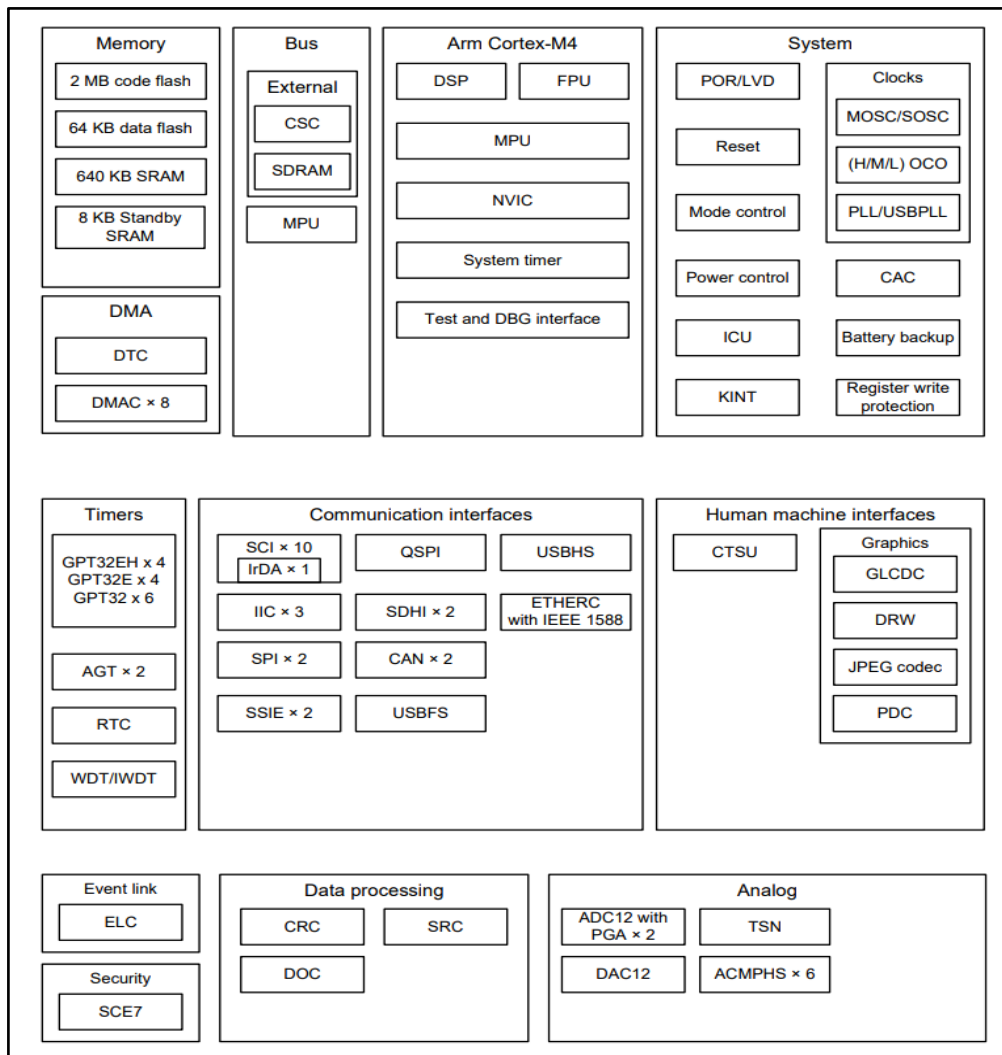 Memory
2 MB code flash
64 KB data flash
640 KB SRAM
8 KB Standby
SRAM
DMA
DTC
DMAC × 8
Bus
External
CSC
SDRAM
MPU
Arm Cortex-M4
DSP
FPU
MPU
NVIC
System timer
Test and DBG interface
System
POR/LVD
Reset
Mode control
Power control
ICU
KINT
Clocks
MOSC/SOSC
(H/M/L) OCO
PLL/USBPLL
CAC
Battery backup
Register write
protection
Timers
GPT32EH x 4
GPT32E x 4
GPT32 x 6
AGT × 2
RTC
WDT/IWDT
Communication interfaces
SCI × 10
IrDA × 1
IIC × 3
SPI × 2
SSIE × 2
QSPI
SDHI × 2
CAN × 2
USBFS
USBHS
ETHERC
with IEEE 1588
Human machine interfaces
CTSU
Graphics
GLCDC
DRW
JPEG codec
PDC
Event link
ELC
Security
SCE7
Data processing
CRC
SRC
DOC
Analog
ADC12 with
PGA × 2
TSN
DAC12
ACMPHS × 6